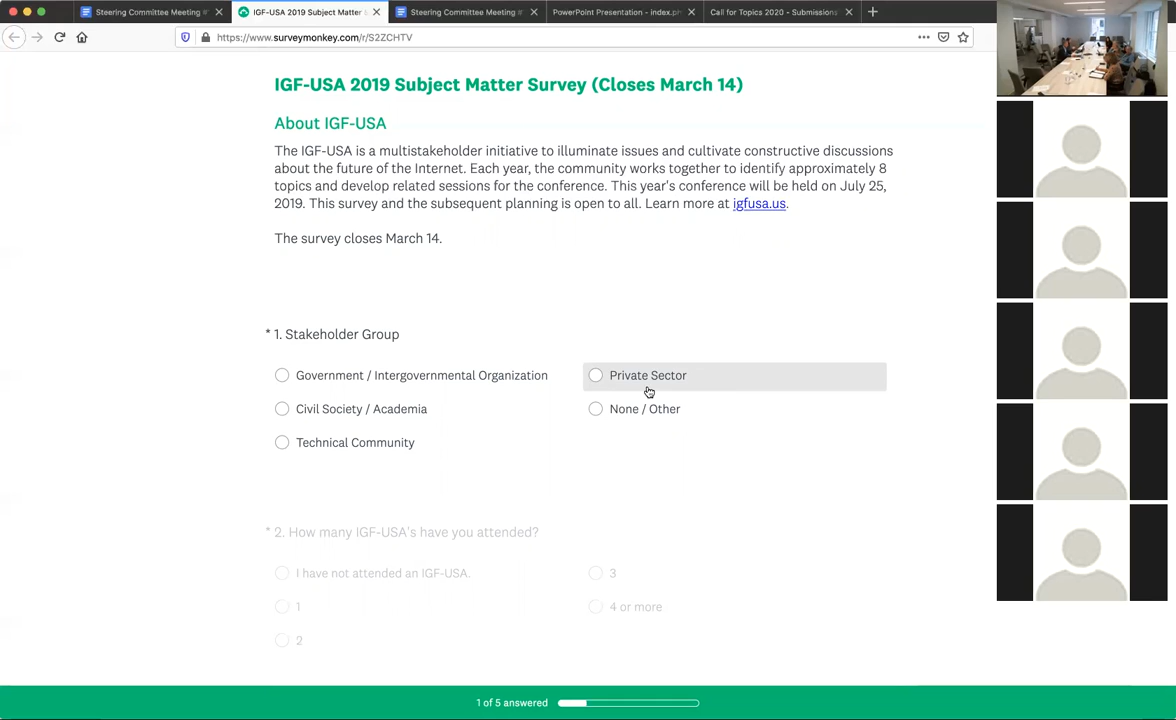 Steering Committee Meeting #
IGF-USA 2019 Subject Matter S
Steering Committee Meeting #
PowerPoint Presentation - index.ph
Call for Topics 2020 - Submissions
https://www.surveymonkey.com/r/S2ZCHTV
IGF-USA 2019 Subject Matter Survey (Closes March 14)
About IGF-USA
The IGF-USA is a multistakeholder initiative to illuminate issues and cultivate constructive discussions
about the future of the Internet. Each year, the community works together to identify approximately 8
topics and develop related sessions for the conference. This year's conference will be held on July 25,
2019. This survey and the subsequent planning is open to all. Learn more at igfusa.us.
The survey closes March 14.
* 1. Stakeholder Group
Government / Intergovernmental Organization
Private Sector
Civil Society / Academia
None / Other
Technical Community
* 2. How many IGF-USA's have you attended?
I have not attended an IGF-USA.
3
1
4 or more
2
1 of 5 answered